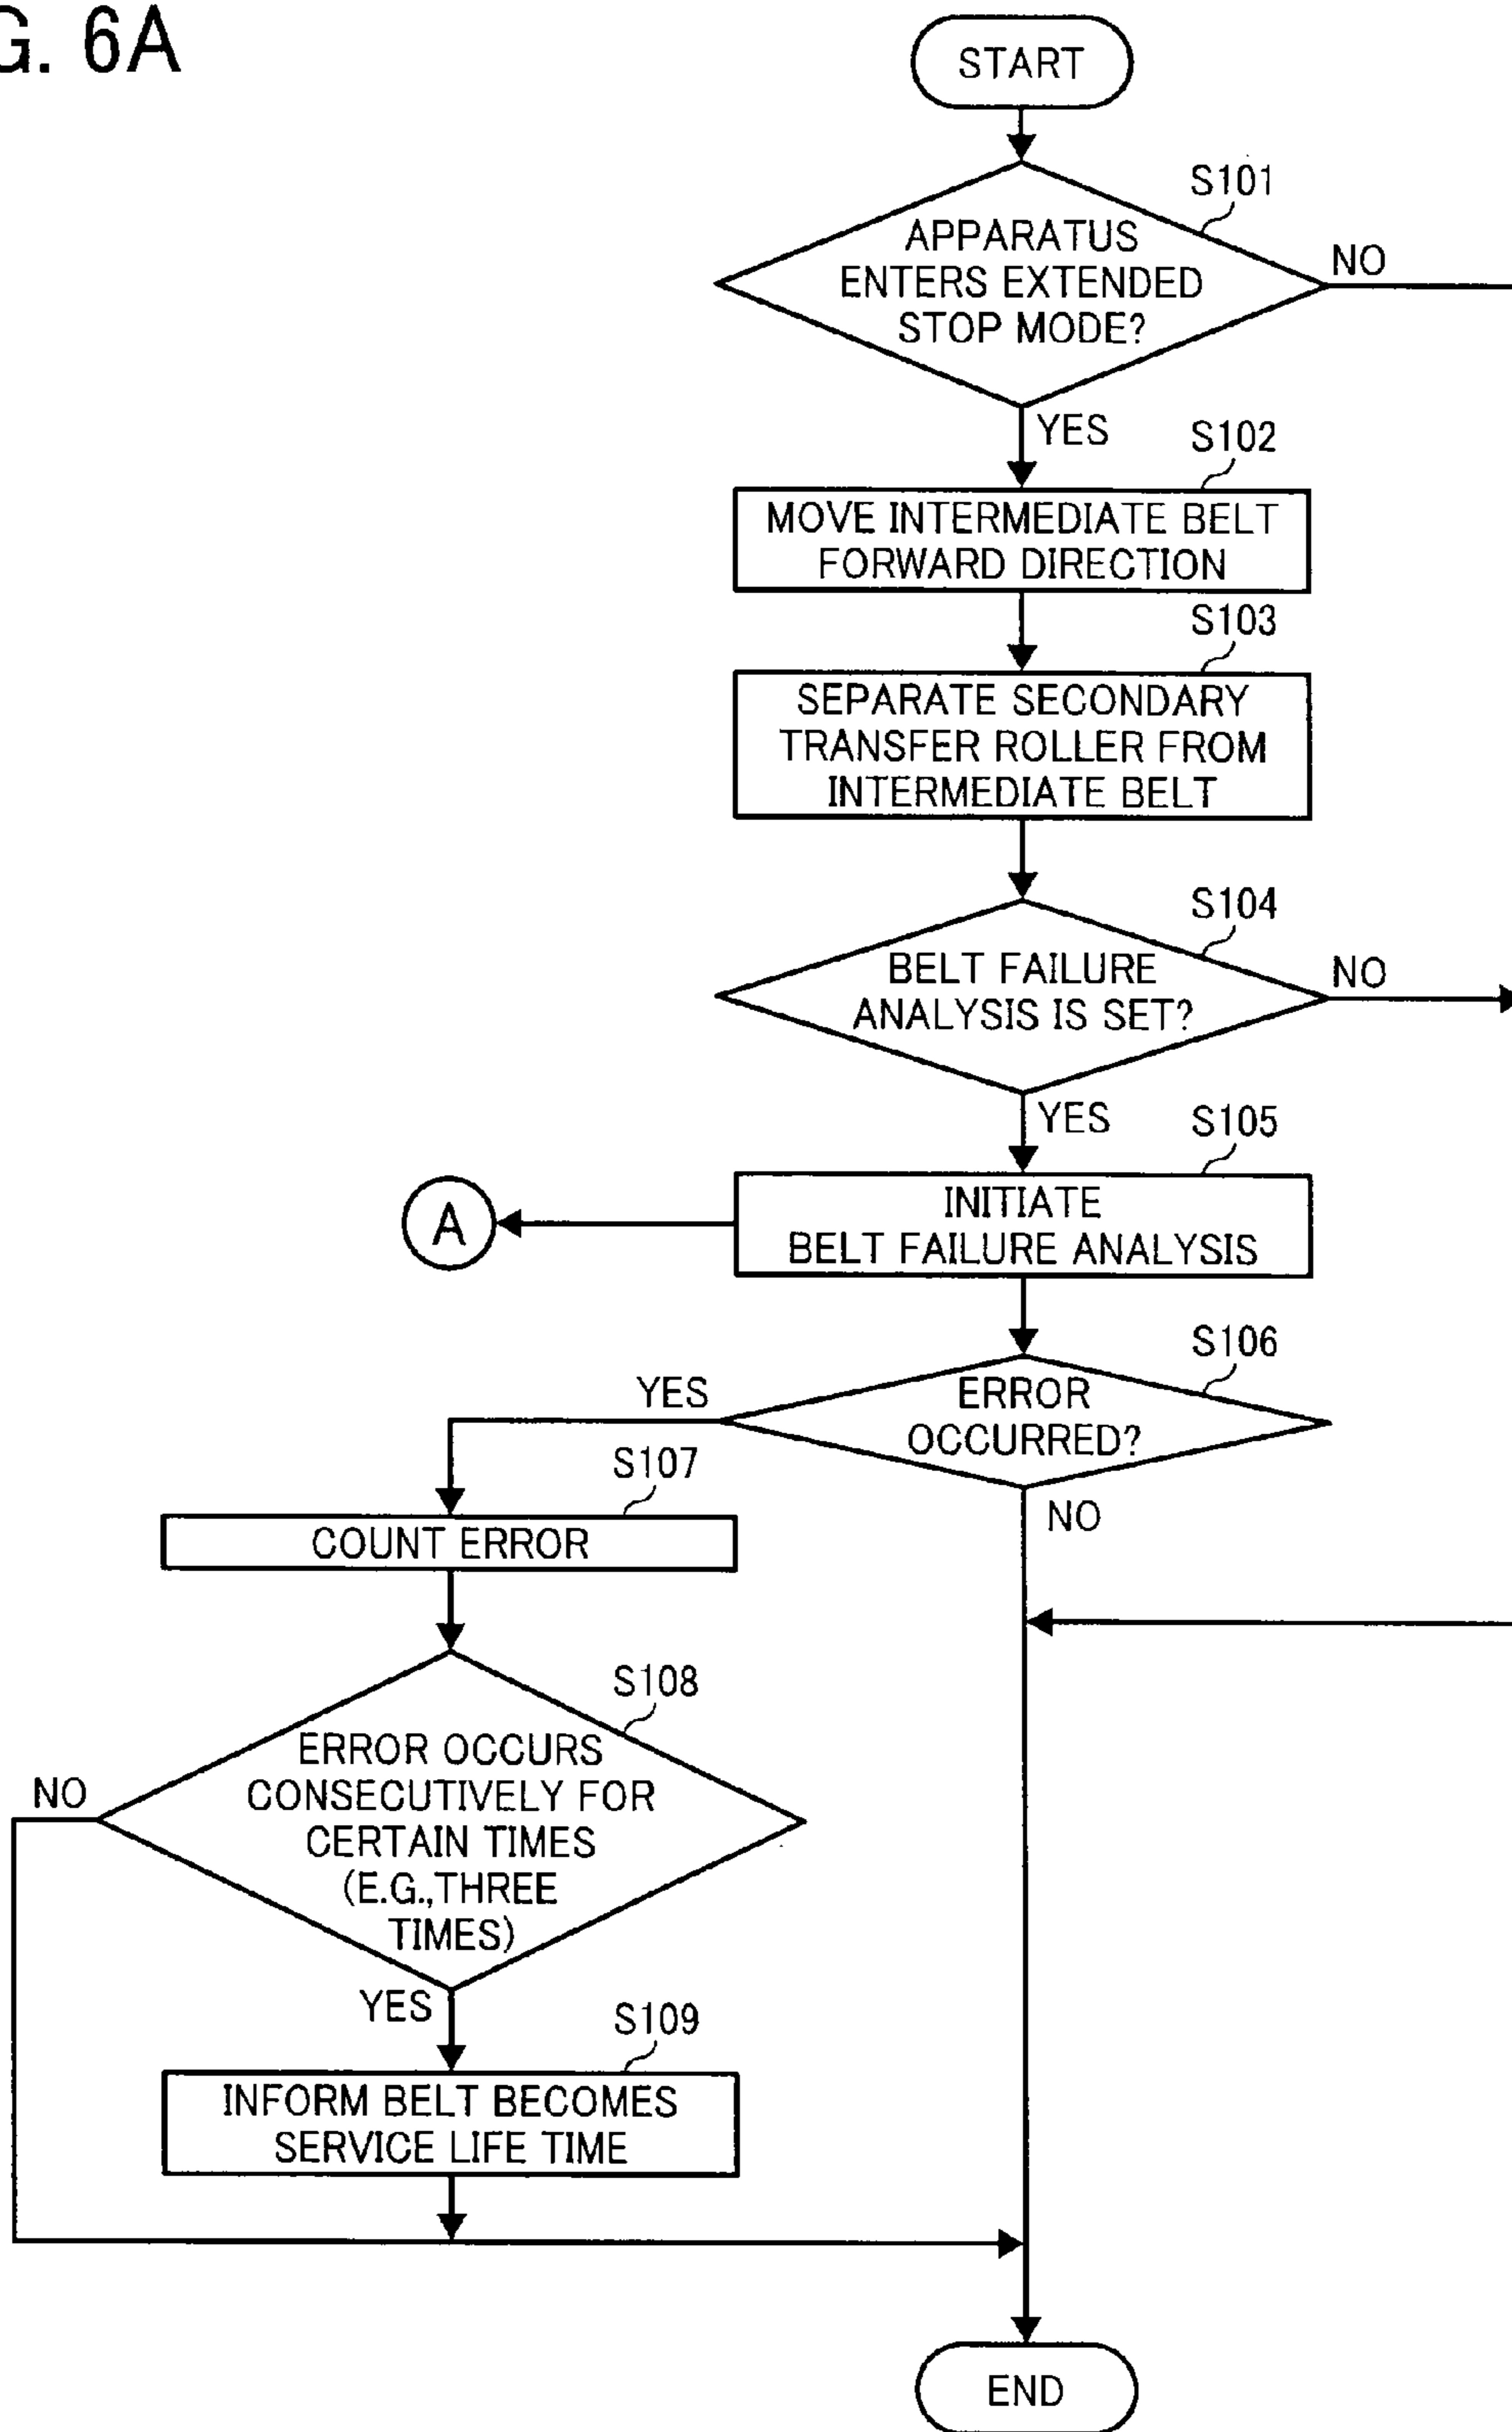 G. 6A
START
S101
APPARATUS
ENTERS EXTENDED
STOP MODE?
NO
YES
S102
MOVE INTERMEDIATE BELT
FORWARD DIRECTION
S103
SEPARATE SECONDARY
TRANSFER ROLLER FROM
INTERMEDIATE BELT
S104
BELT FAILURE
ANALYSIS IS SET?
NO
YES
S105
INITIATE
BELT FAILURE ANALYSIS
A
S106
ERROR
OCCURRED?
YES
NO
S107
COUNT ERROR
S108
ERROR OCCURS
CONSECUTIVELY FOR
CERTAIN TIMES
(E.G.,THREE
TIMES)
NO
YES
S109
INFORM BELT BECOMES
SERVICE LIFE TIME
END